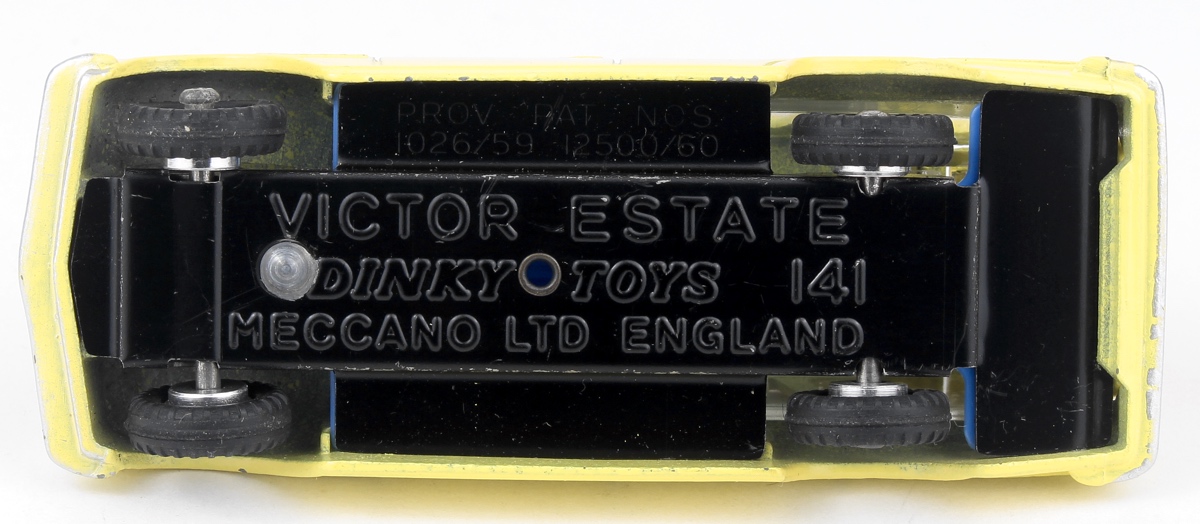 PROV. PAT. NOS.
1026/59 12500/60
VICTOR ESTATE
DINKY TOYS 141
MECCANO LTD ENGLAND